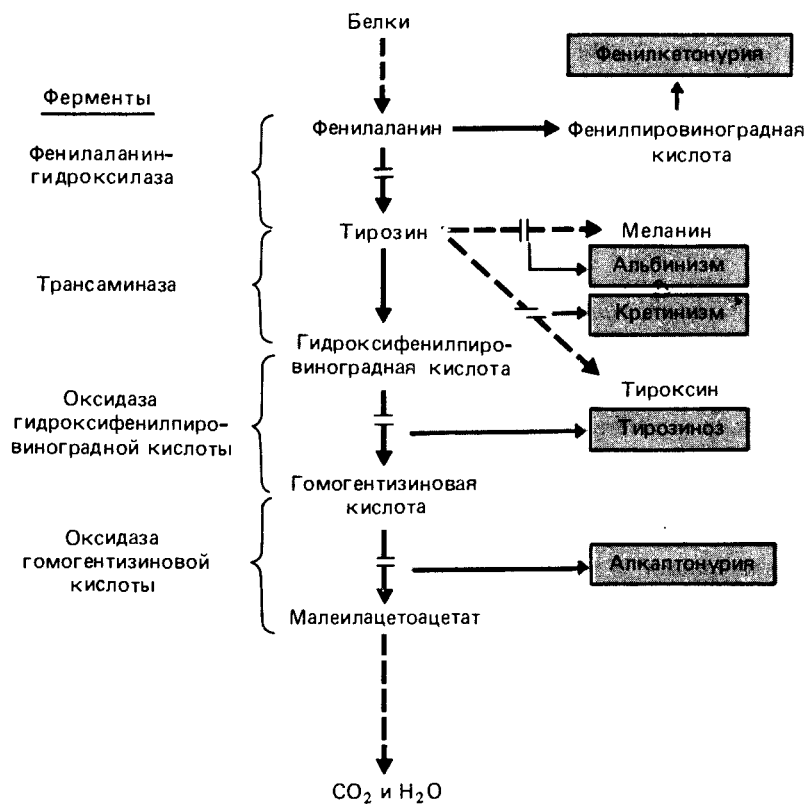 Белки
Фенилкетонурия
Ферменты
Фенилаланин
Фенилпировиноградная
кислота
Фенилаланин-
гидроксилаза
Тирозин
Меланин
Альбинизм
Трансаминаза
Кретинизм
Гидроксифенилпиро-
виноградная кислота
Тироксин
Оксидаза
гидроксифенилпиро-
виноградной кислоты
Тирозиноз
Гомогентизиновая
кислота
Оксидаза
гомогентизиновой
кислоты
Алкаптонурия
Малеилацетоацетат
CO₂ и H₂O